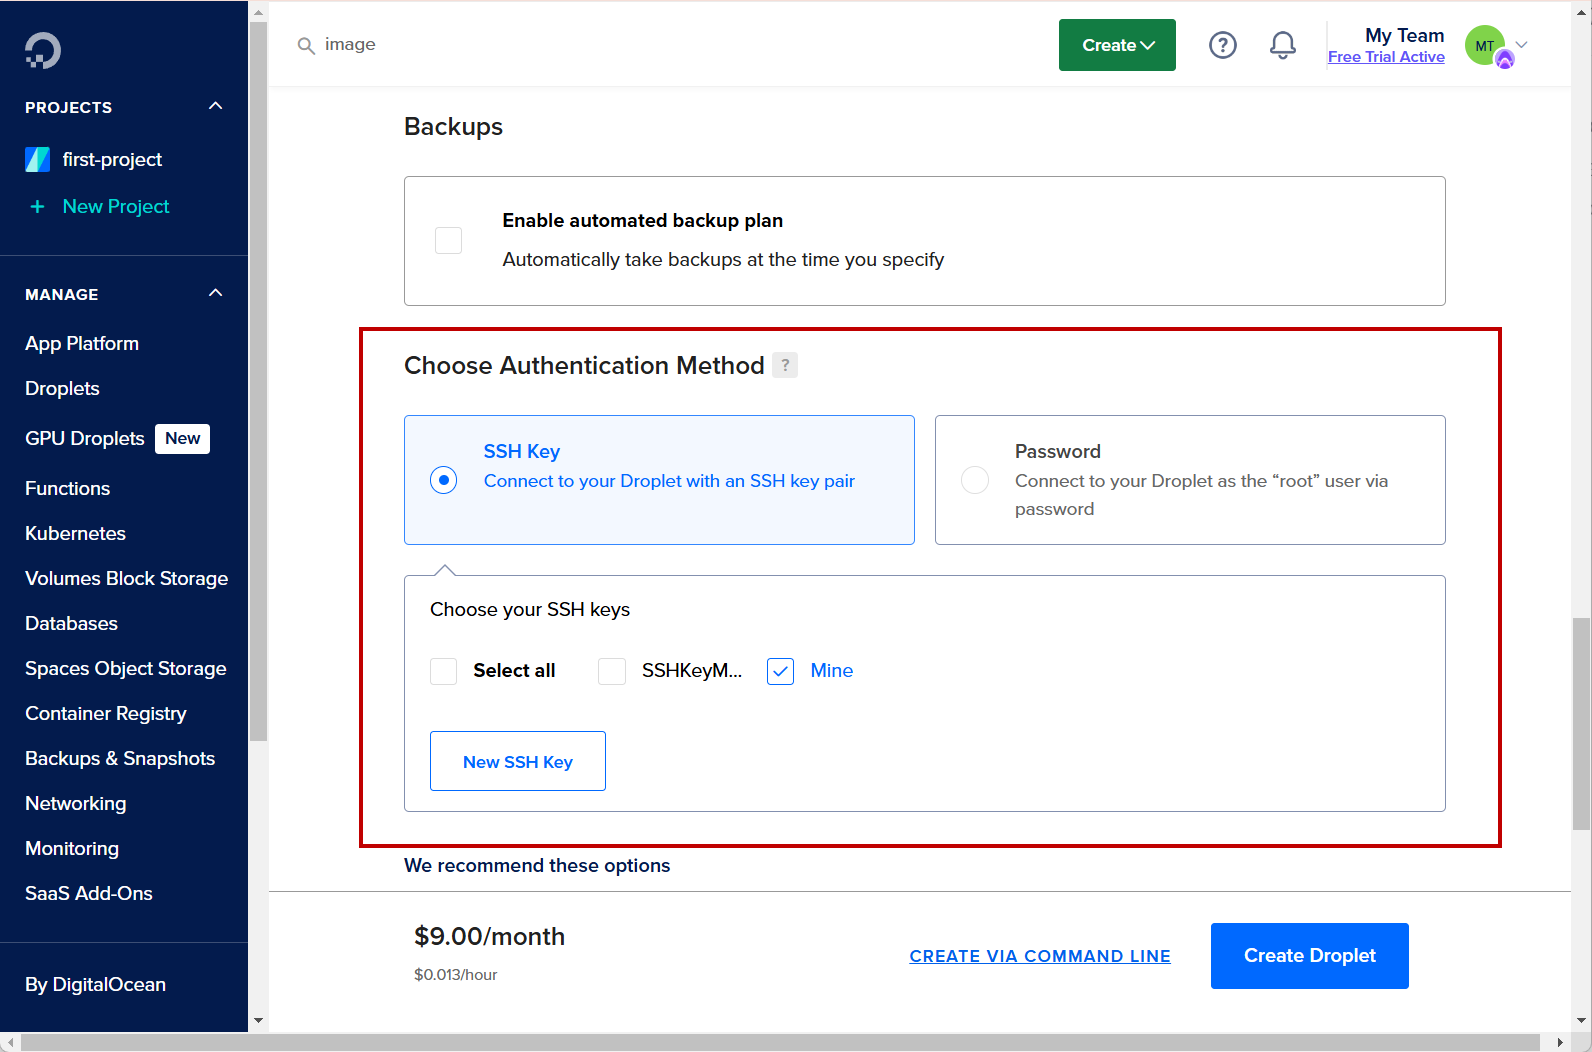 image
Create
?
My Team
Free Trial Active
MT
PROJECTS
first-project
+ New Project
MANAGE
App Platform
Droplets
GPU Droplets New
Functions
Kubernetes
Volumes Block Storage
Databases
Spaces Object Storage
Container Registry
Backups & Snapshots
Networking
Monitoring
SaaS Add-Ons
By DigitalOcean
Backups
Enable automated backup plan
Automatically take backups at the time you specify
Choose Authentication Method ?
SSH Key
Connect to your Droplet with an SSH key pair
Password
Connect to your Droplet as the “root” user via
password
Choose your SSH keys
Select all SSHKeyM... Mine
New SSH Key
We recommend these options
$9.00/month
$0.013/hour
CREATE VIA COMMAND LINE
Create Droplet